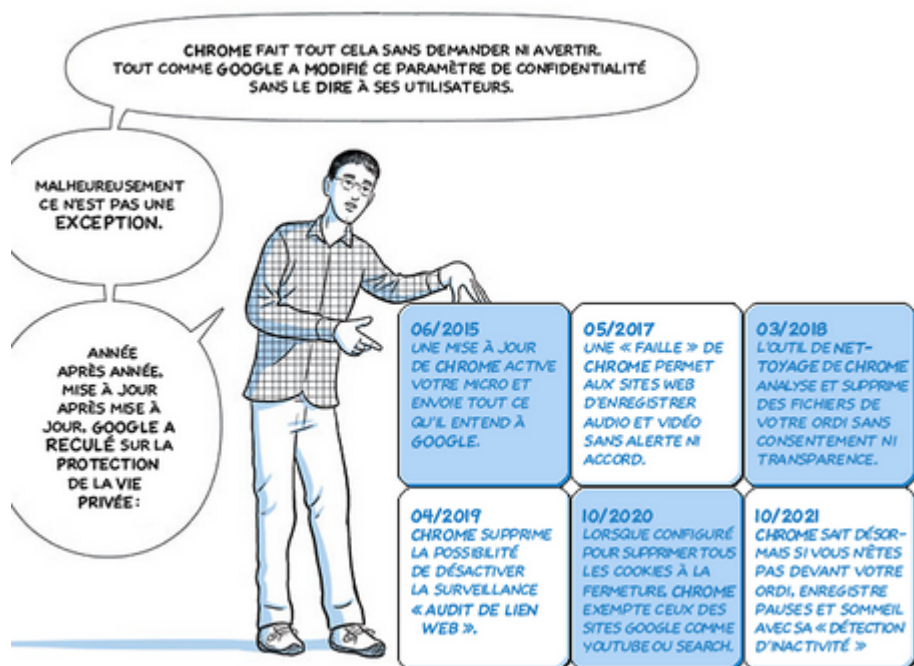 CHROME FAIT TOUT CELA SANS DEMANDER NI AVERTIR.
TOUT COMME GOOGLE A MODIFIÉ CE PARAMÈTRE DE CONFIDENTIALITÉ
SANS LE DIRE À SES UTILISATEURS.
MALHEUREUSEMENT
CE N'EST PAS UNE
EXCEPTION.
ANNÉE
APRÈS ANNÉE,
MISE À JOUR
APRÈS MISE À
JOUR, GOOGLE A
RECULÉ SUR LA
PROTECTION
DE LA VIE
PRIVÉE :
06/2015
UNE MISE À JOUR
DE CHROME ACTIVE
VOTRE MICRO ET
ENVOIE TOUT CE
QU'IL ENTEND À
GOOGLE.
05/2017
UNE « FAILLE » DE
CHROME PERMET
AUX SITES WEB
D'ENREGISTRER
AUDIO ET VIDÉO
SANS ALERTE NI
ACCORD.
03/2018
L'OUTIL DE NET-
TOYAGE DE CHROME
ANALYSE ET SUPPRIME
DES FICHIERS DE
VOTRE ORDI SANS
CONSENTEMENT NI
TRANSPARENCE.
04/2019
CHROME SUPPRIME
LA POSSIBILITÉ
DE DÉSACTIVER
LA SURVEILLANCE
« AUDIT DE LIEN
WEB ».
10/2020
LORSQUE CONFIGURÉ
POUR SUPPRIMER TOUS
LES COOKIES À LA
FERMETURE, CHROME
EXEMPTE CEUX DES
SITES GOOGLE COMME
YOUTUBE OU SEARCH.
10/2021
CHROME SAIT DÉSOR-
MAIS SI VOUS N'ÊTES
PAS DEVANT VOTRE
ORDI, ENREGISTRE
PAUSES ET SOMMEIL
AVEC SA « DÉTECTION
D'INACTIVITÉ »